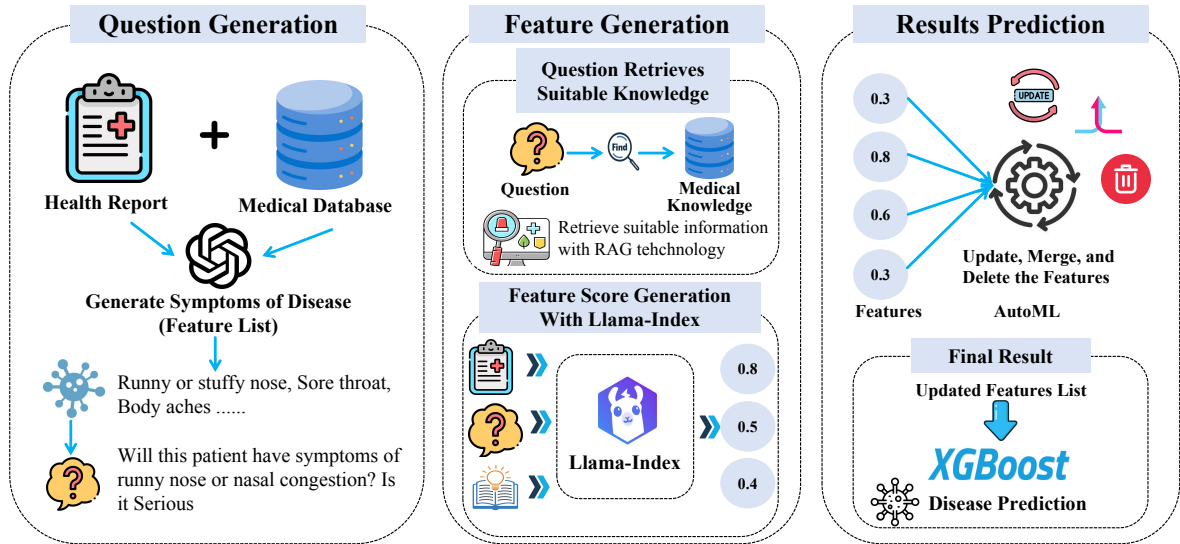 Question Generation
Health Report
Medical Database
Generate Symptoms of Disease
(Feature List)
Runny or stuffy nose, Sore throat,
Body aches ......
Will this patient have symptoms of
runny nose or nasal congestion? Is
it Serious
Feature Generation
Question Retrieves
Suitable Knowledge
Find
Question
Medical
Knowledge
Retrieve suitable information
with RAG tehchnology
Feature Score Generation
With Llama-Index
Llama-Index
0.8
0.5
0.4
Results Prediction
0.3
0.8
0.6
0.3
Features
UPDATE
Update, Merge, and
Delete the Features
AutoML
Final Result
Updated Features List
XGBoost
Disease Prediction